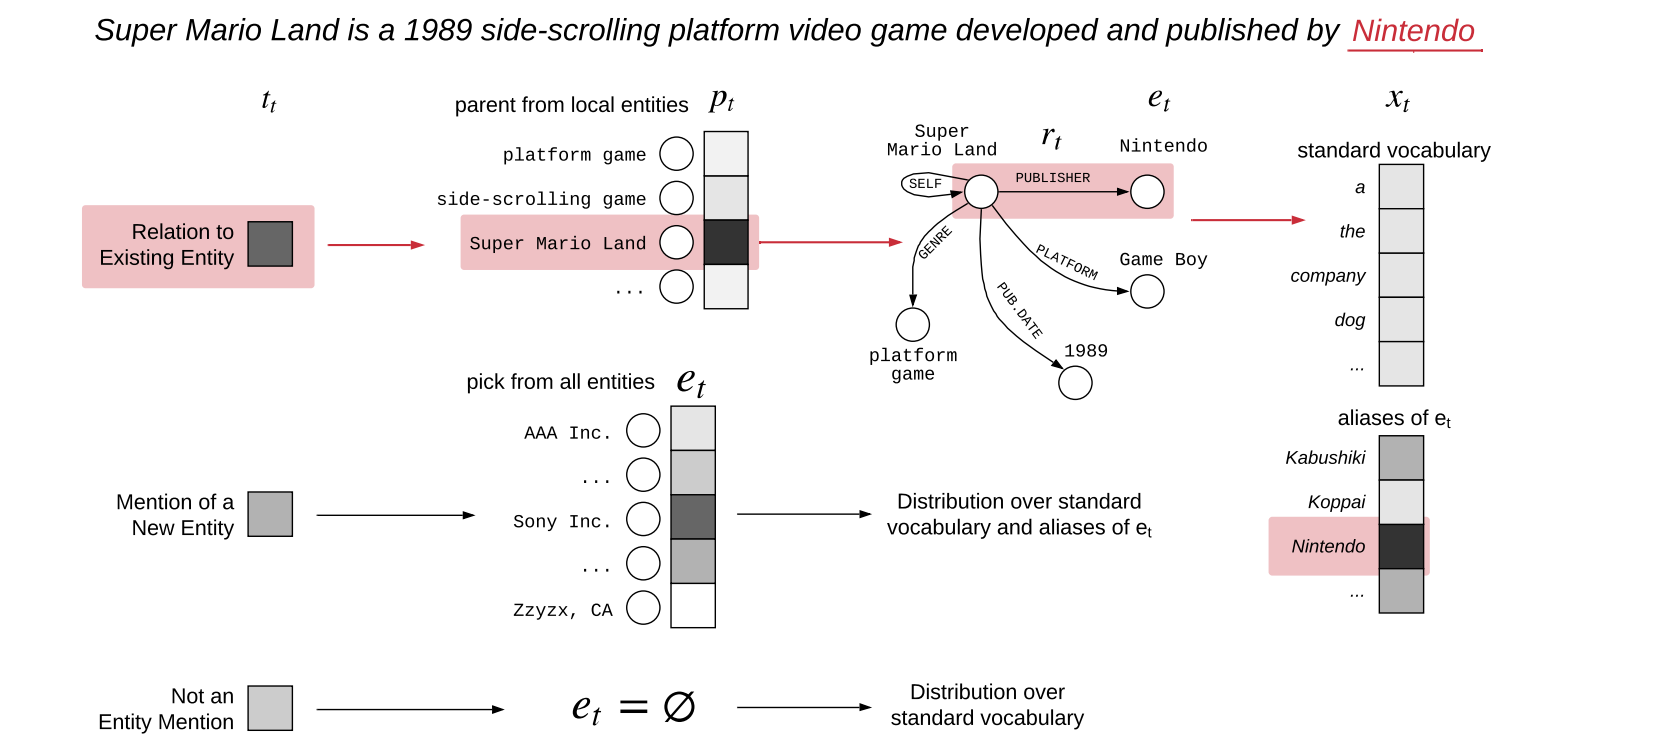 Super Mario Land is a 1989 side-scrolling platform video game developed and published by Nintendo
t_t
parent from local entities p_t
platform game
side-scrolling game
Super Mario Land
...
Relation to
Existing Entity
Super
Mario Land
r_t
e_t
Nintendo
SELF
PUBLISHER
GENRE
PLATFORM
PUB.DATE
Game Boy
1989
platform
game
x_t
standard vocabulary
a
the
company
dog
...
aliases of e_t
Kabushiki
Koppai
Nintendo
...
Mention of a
New Entity
pick from all entities e_t
AAA Inc.
...
Sony Inc.
...
Zzyzx, CA
Distribution over standard
vocabulary and aliases of e_t
Not an
Entity Mention
e_t = ∅
Distribution over
standard vocabulary